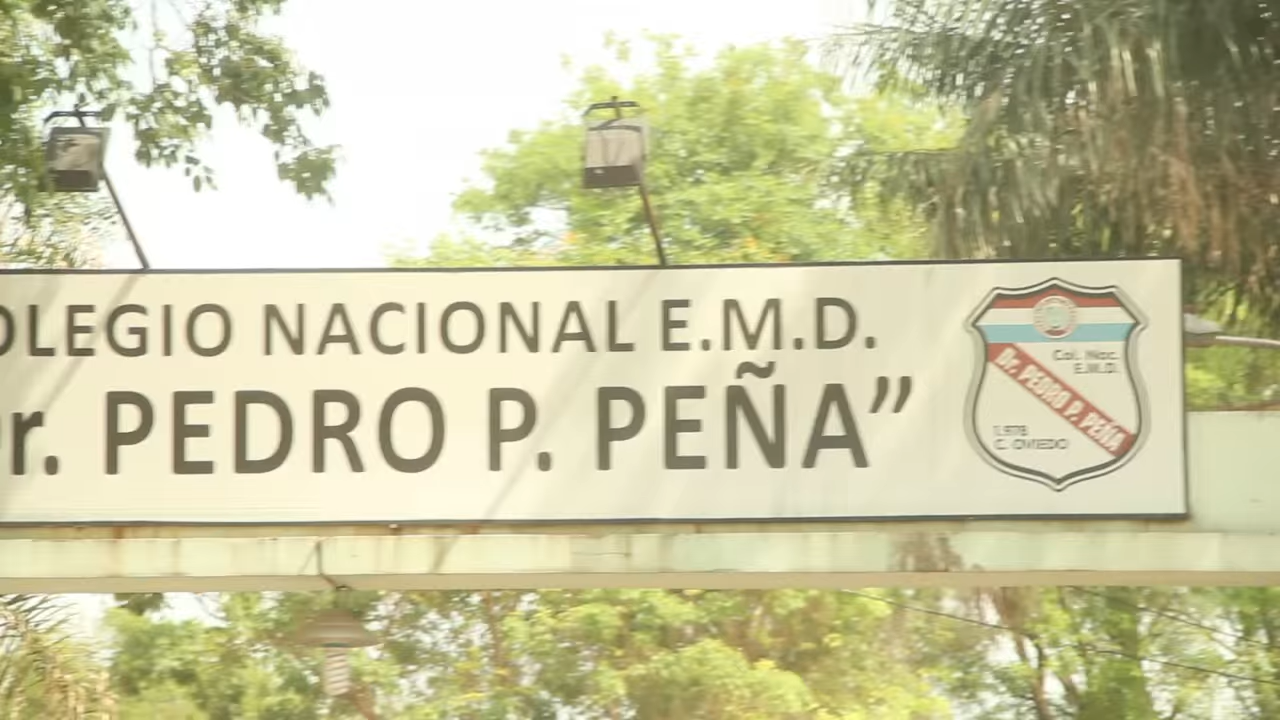 OLEGIO NACIONAL E.M.D.
r. PEDRO P. PEÑA”
Col. Nac.
E.M.D.
Dr. PEDRO P. PEÑA
1.978
C. OVIEDO